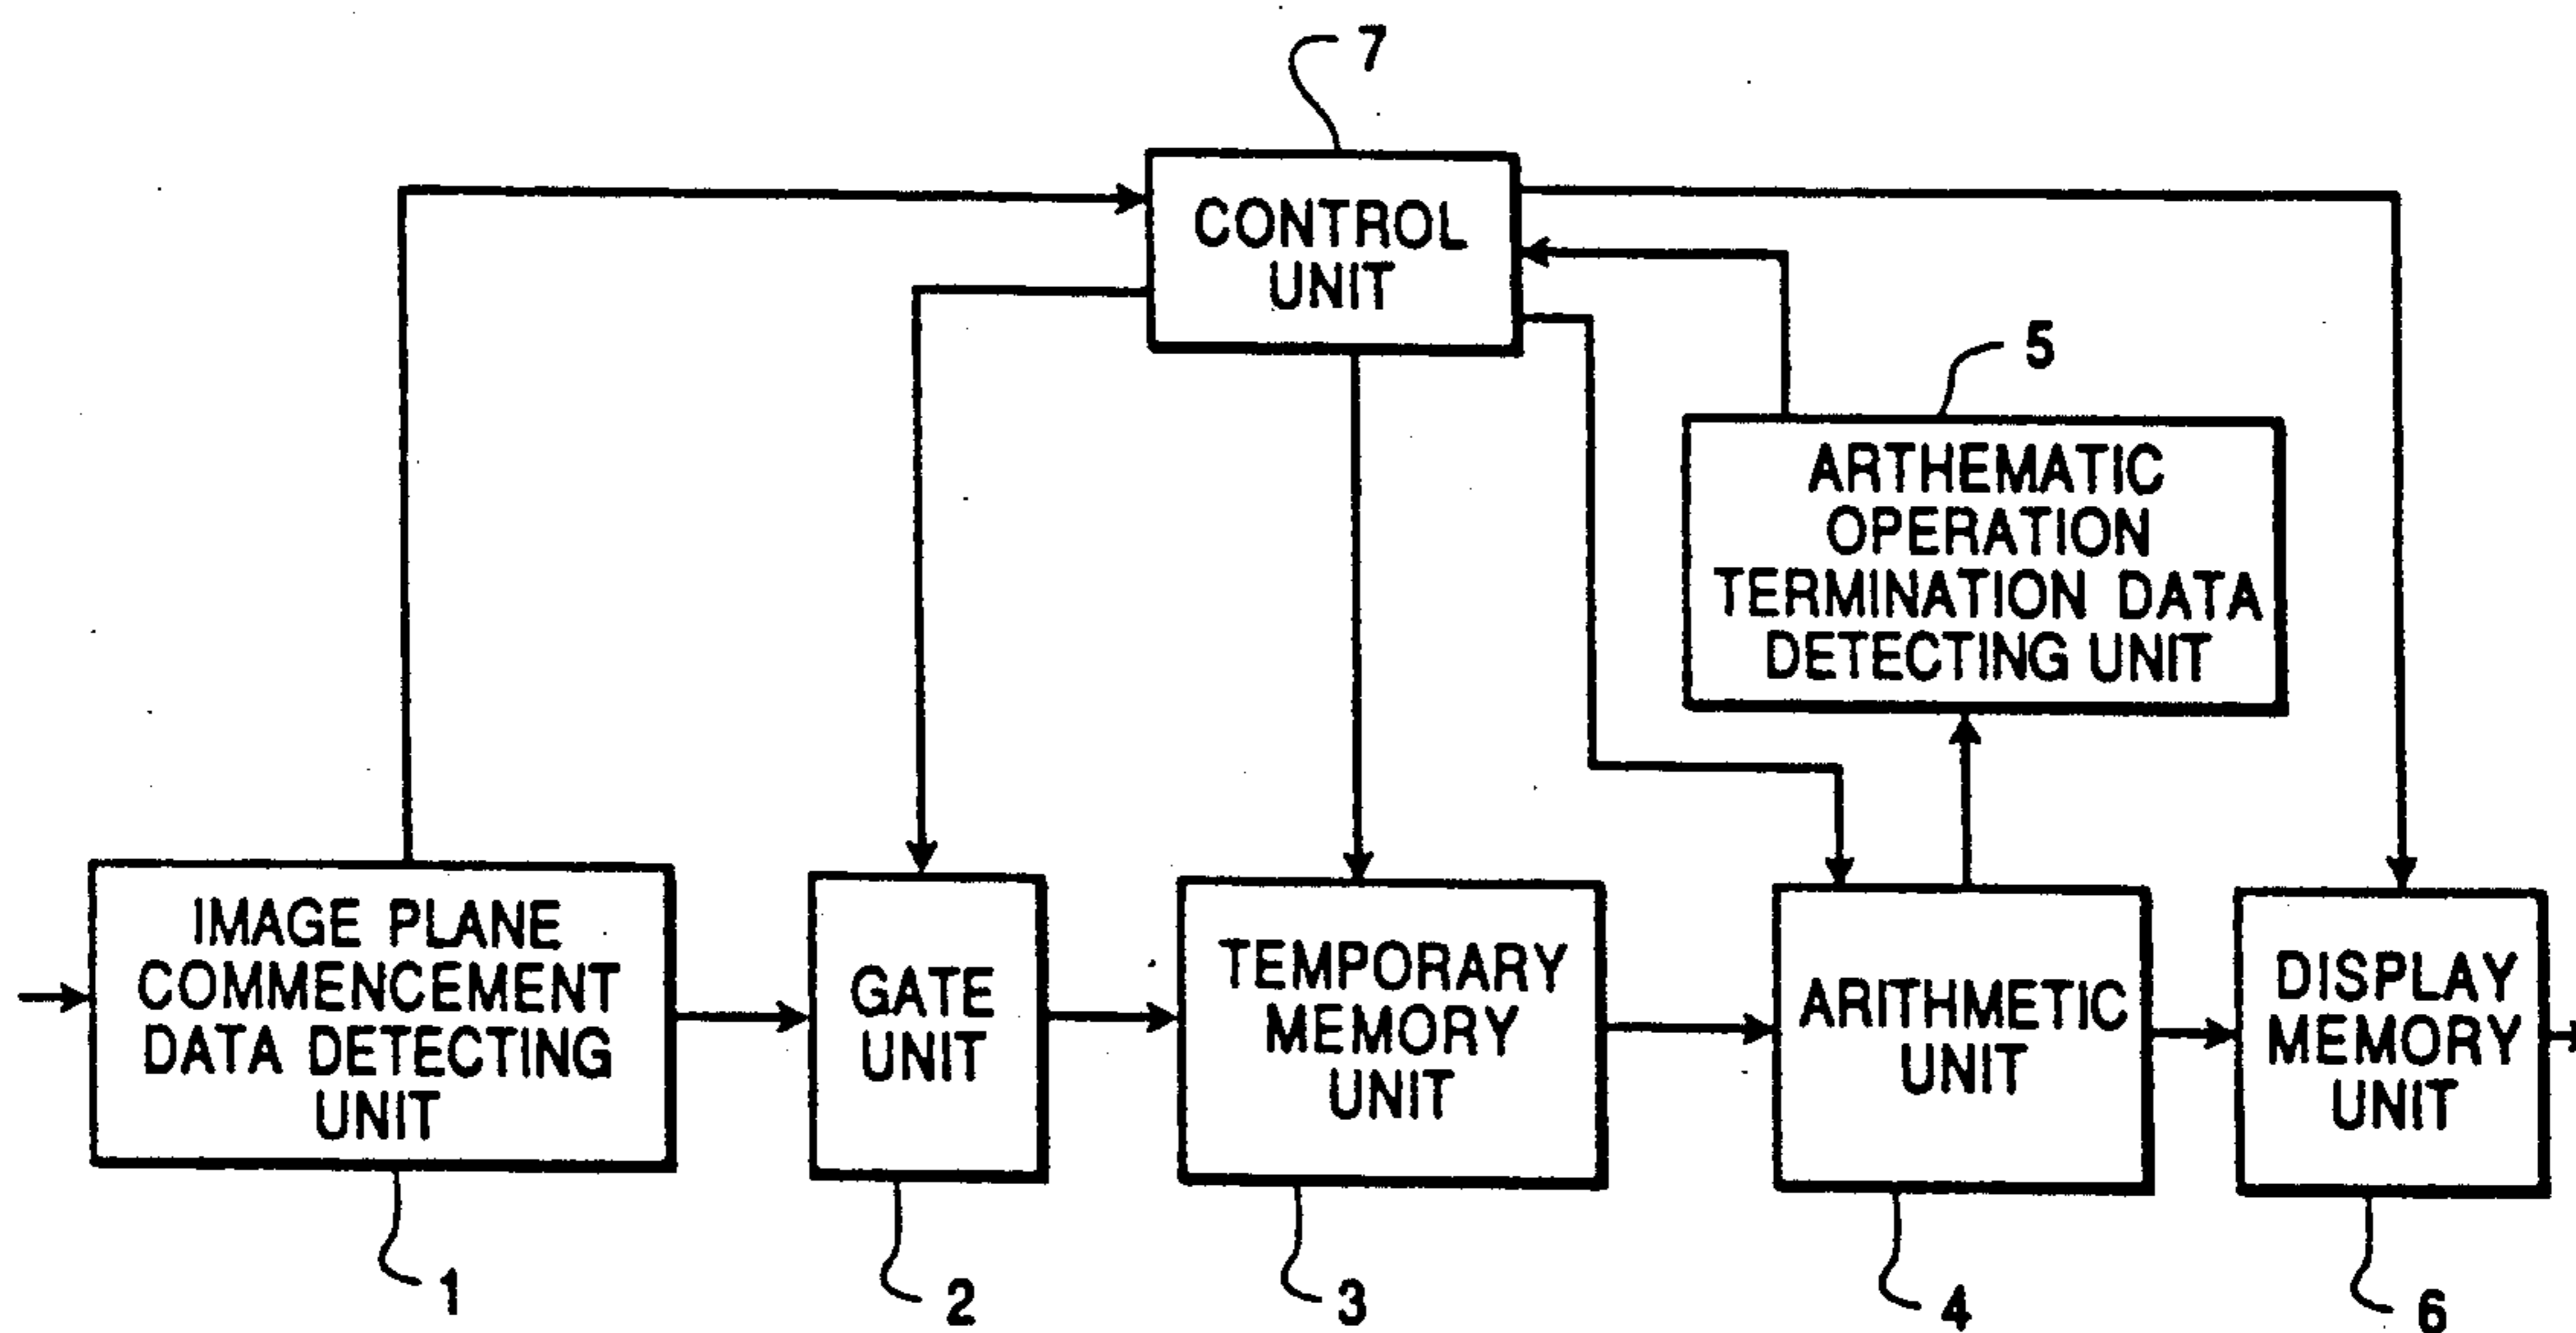 7
CONTROL
UNIT
5
ARTHEMATIC
OPERATION
TERMINATION DATA
DETECTING UNIT
IMAGE PLANE
COMMENCEMENT
DATA DETECTING
UNIT
GATE
UNIT
TEMPORARY
MEMORY
UNIT
ARITHMETIC
UNIT
DISPLAY
MEMORY
UNIT
1
2
3
4
6